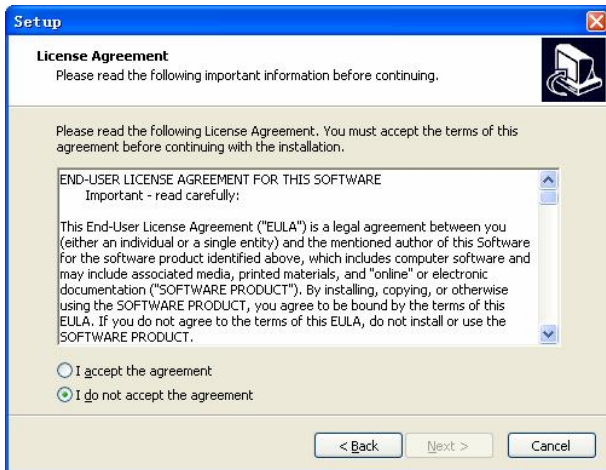 Setup
License Agreement
Please read the following important information before continuing.
Please read the following License Agreement. You must accept the terms of this
agreement before continuing with the installation.
END-USER LICENSE AGREEMENT FOR THIS SOFTWARE
Important - read carefully:
This End-User License Agreement ("EULA") is a legal agreement between you
(either an individual or a single entity) and the mentioned author of this Software
for the software product identified above, which includes computer software and
may include associated media, printed materials, and "online" or electronic
documentation ("SOFTWARE PRODUCT"). By installing, copying, or otherwise
using the SOFTWARE PRODUCT, you agree to be bound by the terms of this
EULA. If you do not agree to the terms of this EULA, do not install or use the
SOFTWARE PRODUCT.
I accept the agreement
I do not accept the agreement
< Back
Next >
Cancel